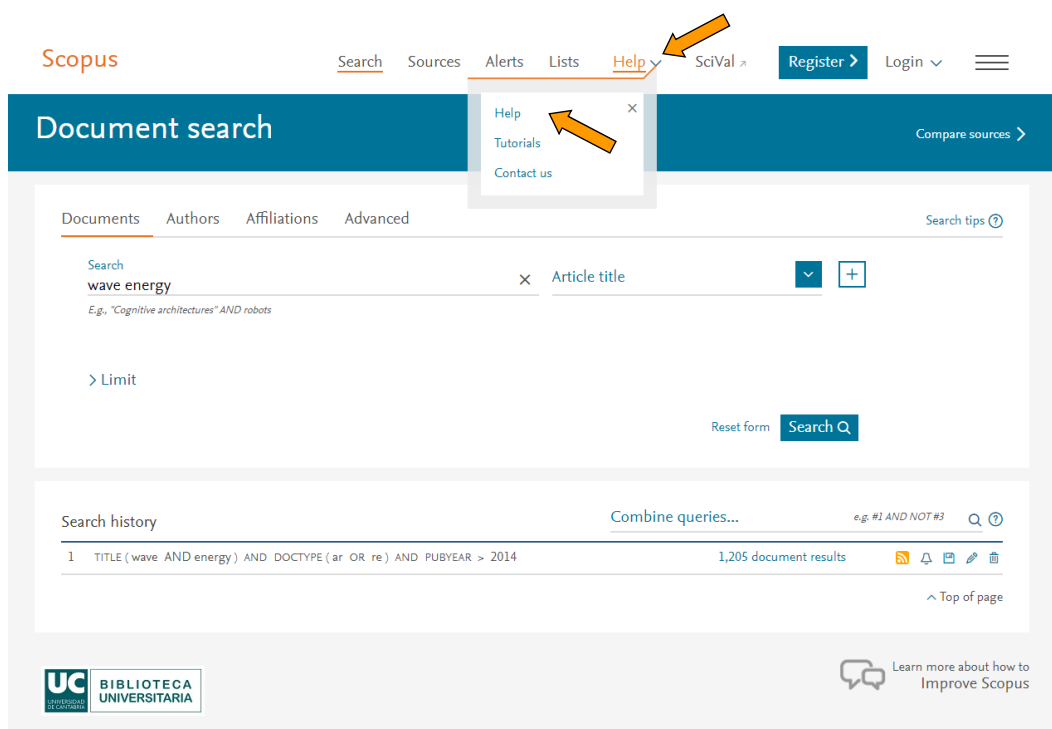 Scopus
Search Sources Alerts Lists Help SciVal Register Login
Help
Tutorials
Contact us
Document search
Compare sources
Documents Authors Affiliations Advanced
Search tips
Search
wave energy
Article title
E.g., "Cognitive architectures" AND robots
Limit
Reset form
Search
Search history
Combine queries...
e.g. #1 AND NOT #3
1 TITLE ( wave AND energy ) AND DOCTYPE ( ar OR re ) AND PUBYEAR > 2014
1,205 document results
Top of page
UC
UNIVERSIDAD
DE CANTABRIA
BIBLIOTECA
UNIVERSITARIA
Learn more about how to
Improve Scopus